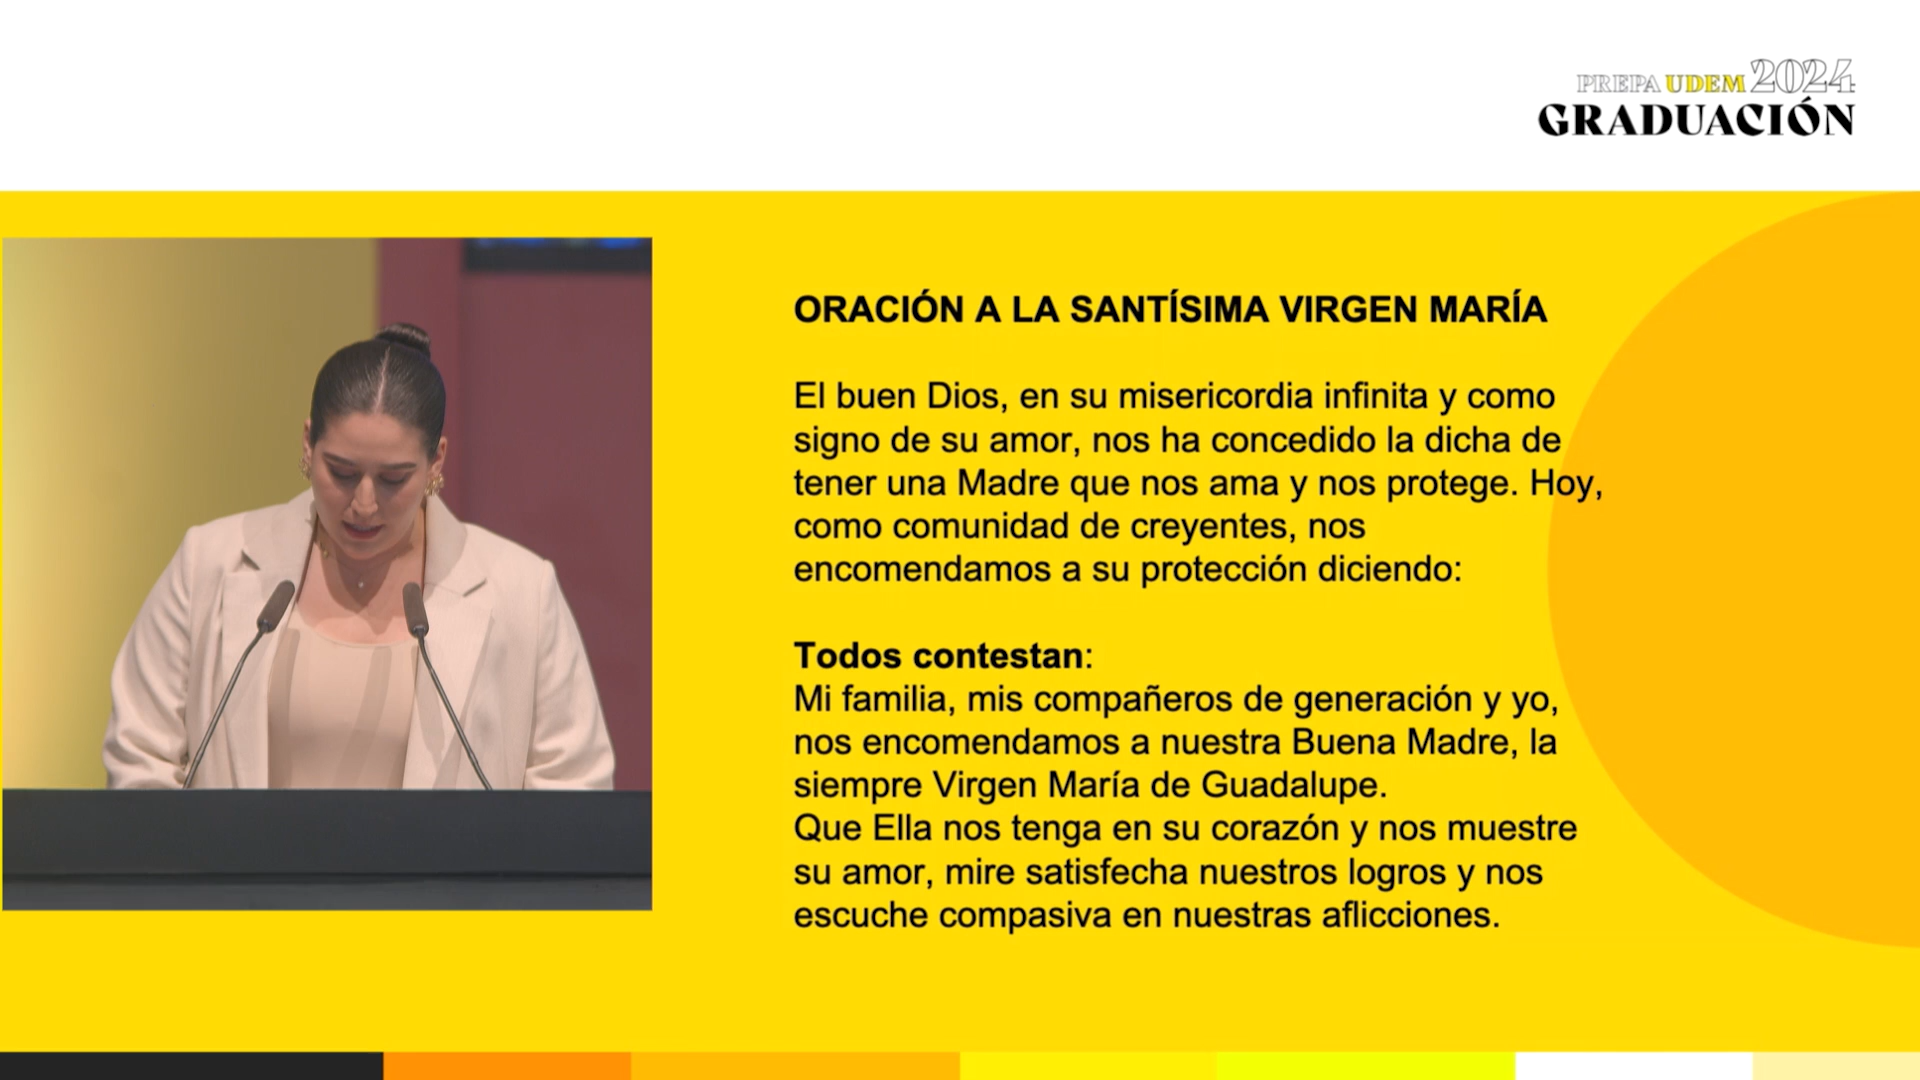 PREPA UDEM 2024
GRADUACIÓN
ORACIÓN A LA SANTÍSIMA VIRGEN MARÍA
El buen Dios, en su misericordia infinita y como
signo de su amor, nos ha concedido la dicha de
tener una Madre que nos ama y nos protege. Hoy,
como comunidad de creyentes, nos
encomendamos a su protección diciendo:
Todos contestan:
Mi familia, mis compañeros de generación y yo,
nos encomendamos a nuestra Buena Madre, la
siempre Virgen María de Guadalupe.
Que Ella nos tenga en su corazón y nos muestre
su amor, mire satisfecha nuestros logros y nos
escuche compasiva en nuestras aflicciones.